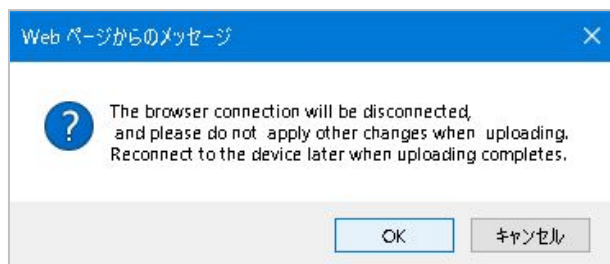 Web ページからのメッセージ
The browser connection will be disconnected,
and please do not apply other changes when uploading.
Reconnect to the device later when uploading completes.
OK
キャンセル